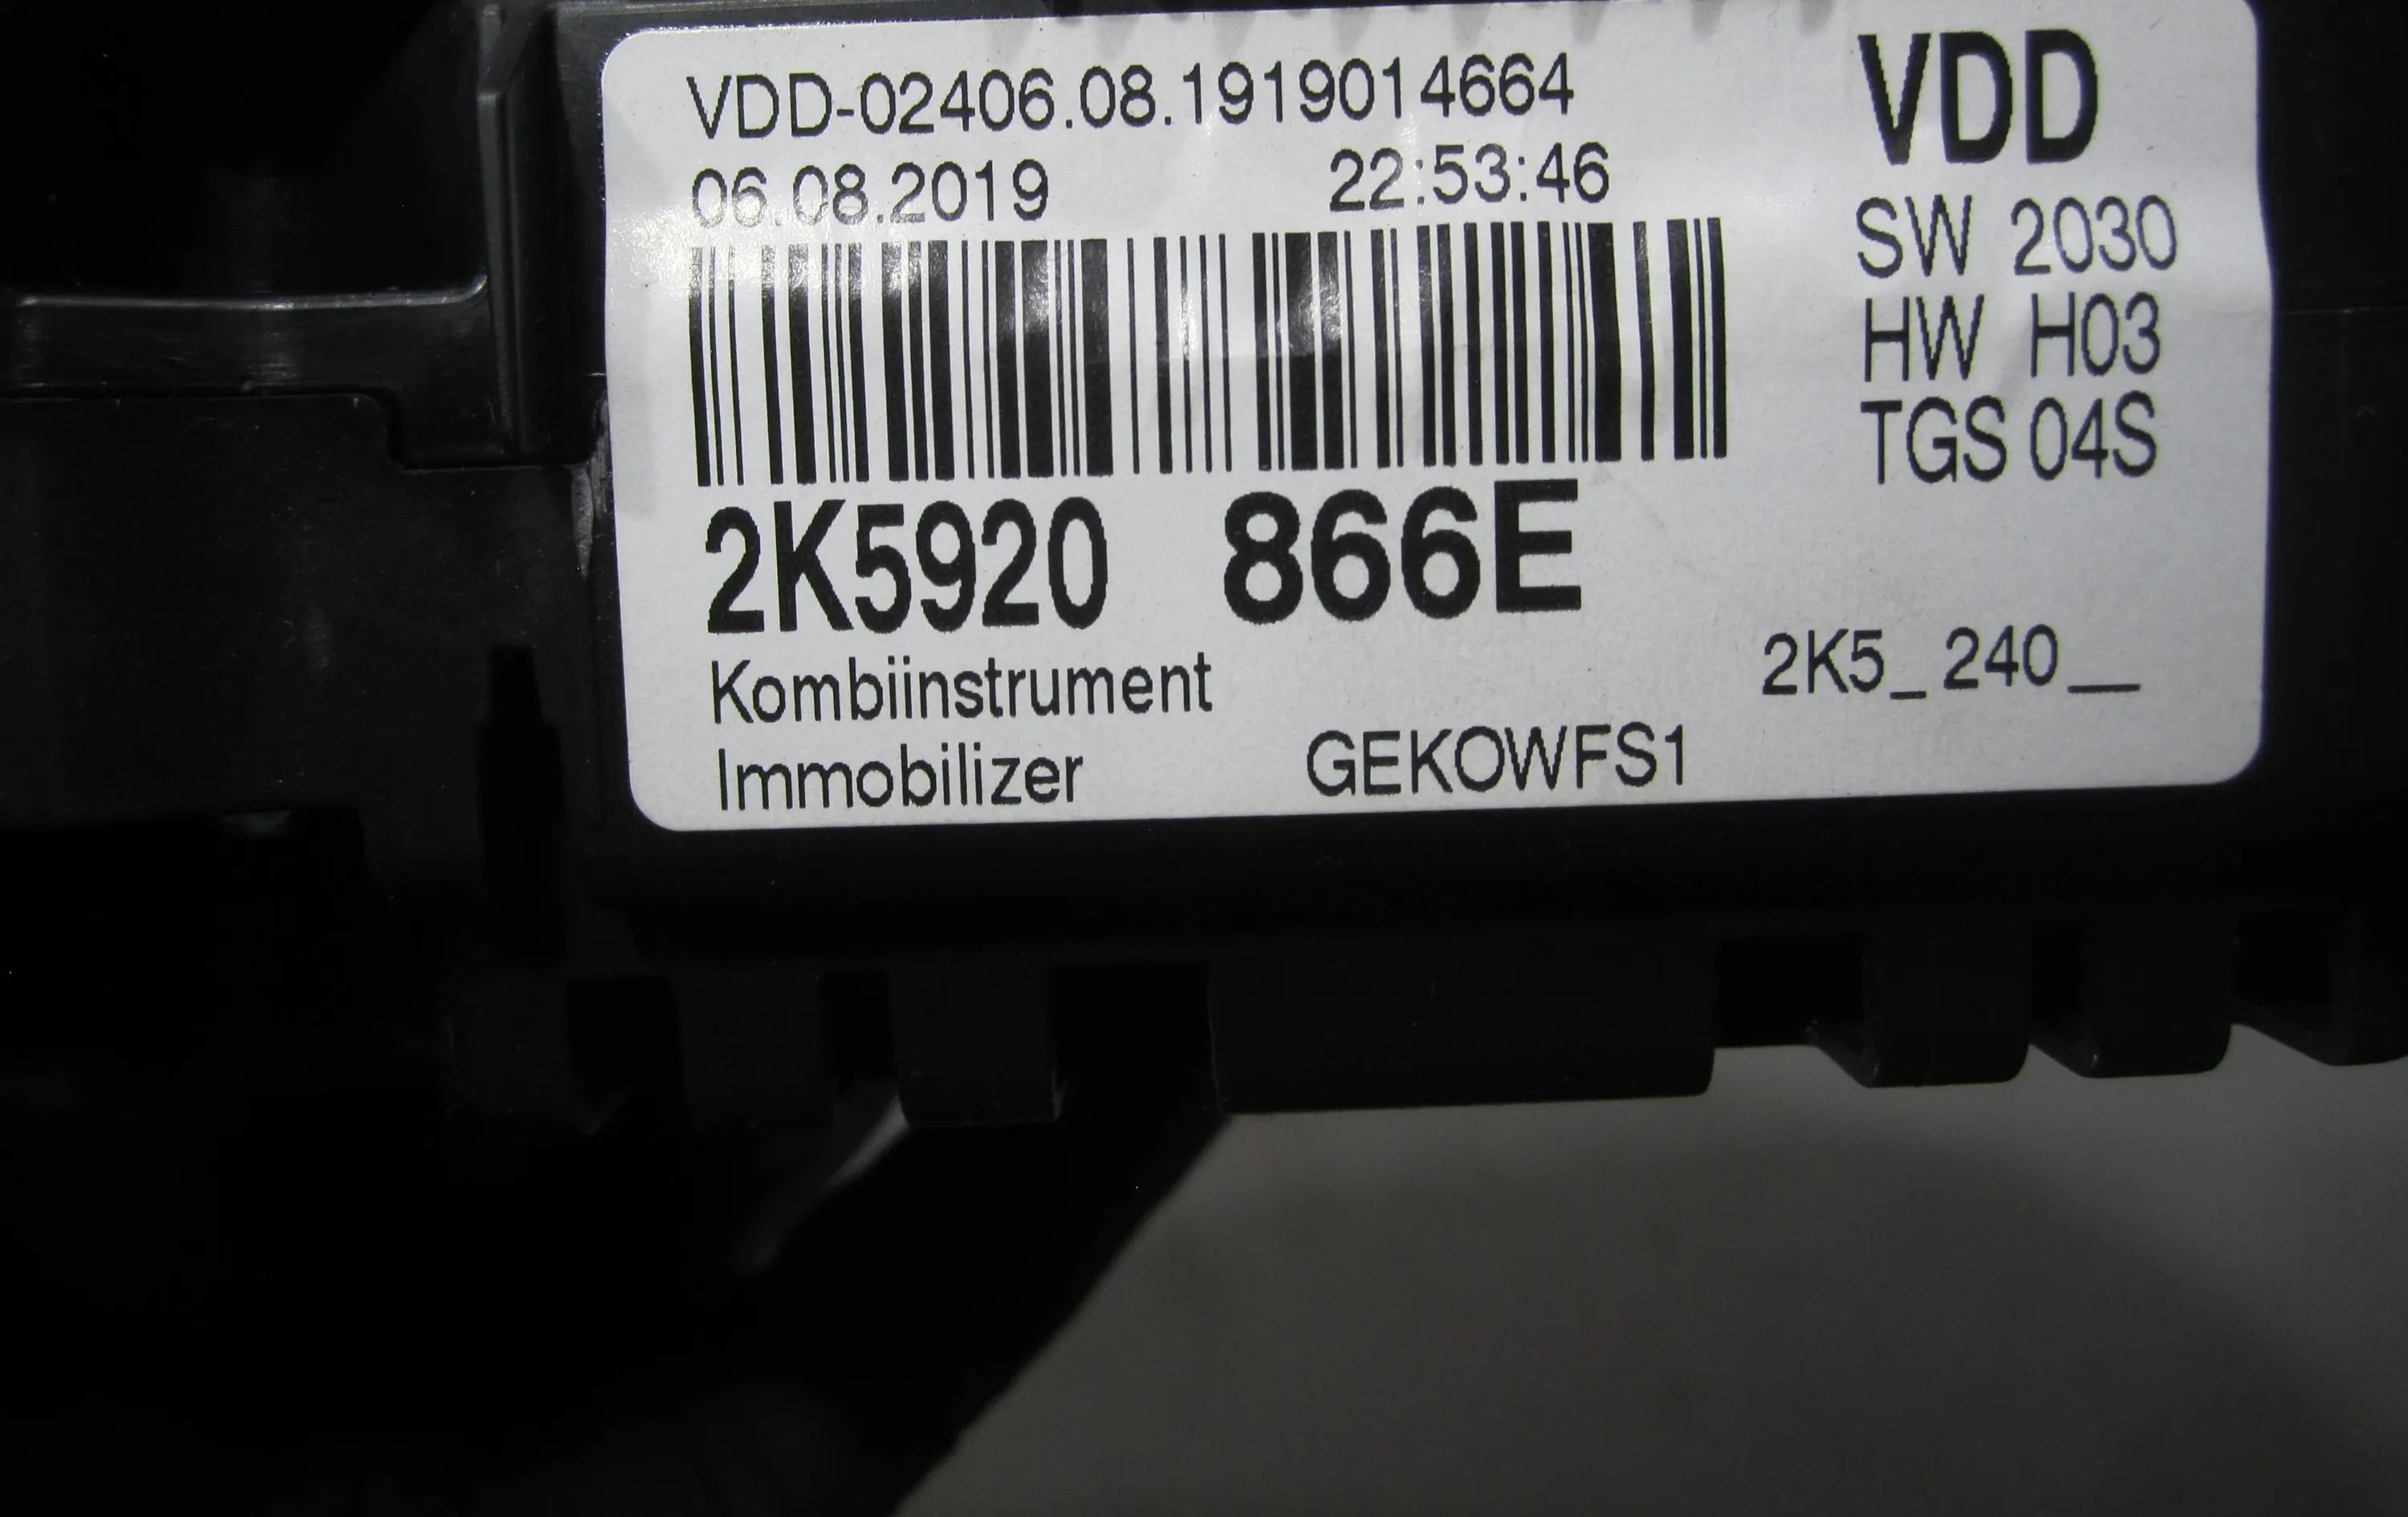 VDD-02406.08.1919014664
06.08.2019 22:53:46
VDD
SW 2030
HW H03
TGS 04S
2K5920 866E
Kombiinstrument
2K5_240__
Immobilizer GEKOWFS1